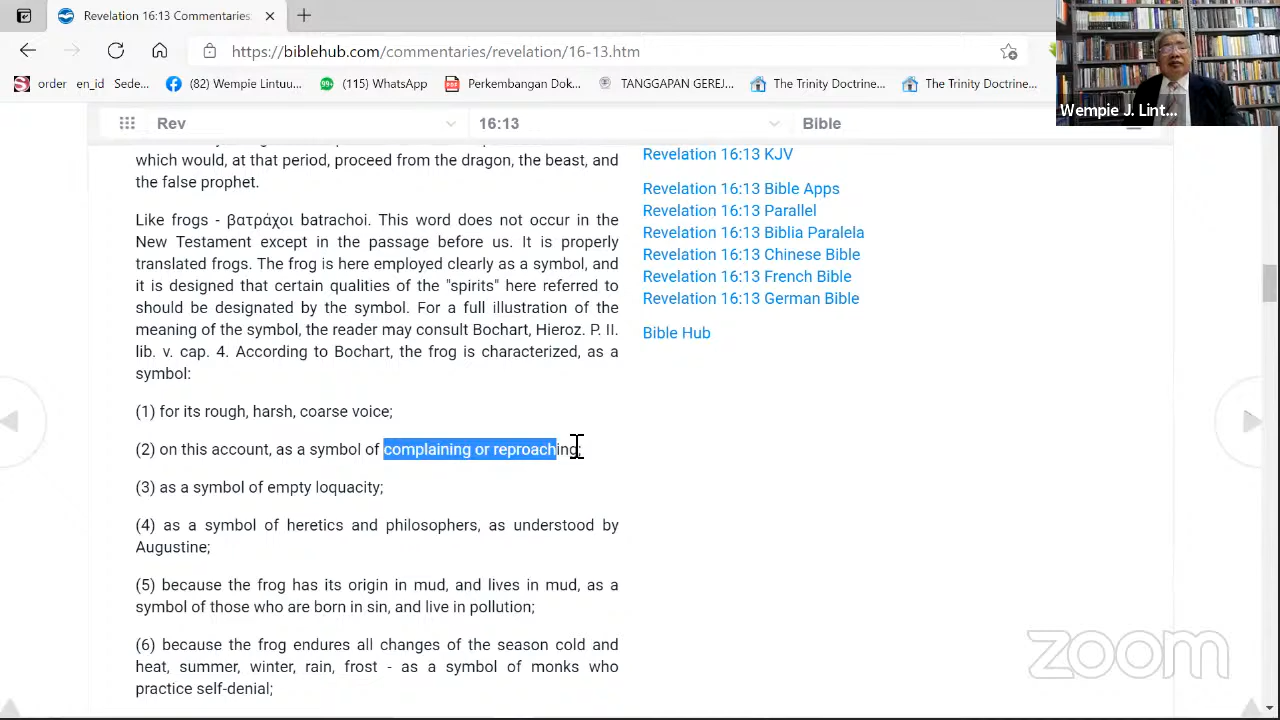 Revelation 16:13 Commentaries
https://biblehub.com/commentaries/revelation/16-13.htm
order en_id Sede...
(82) Wempie Lintuu...
WhatsApp
kembangan Dok...
TANGGAPAN GEREJ...
The Trinity Doctrine...
The Trinity Doctrine...
Wempie J. Lint...
Rev
16:13
Bible
which would, at that period, proceed from the dragon, the beast, and
the false prophet.
Like frogs - βατράχοι batrachoi. This word does not occur in the
New Testament except in the passage before us. It is properly
translated frogs. The frog is here employed clearly as a symbol, and
it is designed that certain qualities of the "spirits" here referred to
should be designated by the symbol. For a full illustration of the
meaning of the symbol, the reader may consult Bochart, Hieroz. P. II.
lib. v. cap. 4. According to Bochart, the frog is characterized, as a
symbol:
(1) for its rough, harsh, coarse voice;
(2) on this account, as a symbol of complaining or reproaching;
(3) as a symbol of empty loquacity;
(4) as a symbol of heretics and philosophers, as understood by
Augustine;
(5) because the frog has its origin in mud, and lives in mud, as a
symbol of those who are born in sin, and live in pollution;
(6) because the frog endures all changes of the season cold and
heat, summer, winter, rain, frost - as a symbol of monks who
practice self-denial;
Revelation 16:13 KJV
Revelation 16:13 Bible Apps
Revelation 16:13 Parallel
Revelation 16:13 Biblia Paralela
Revelation 16:13 Chinese Bible
Revelation 16:13 French Bible
Revelation 16:13 German Bible
Bible Hub
zoom